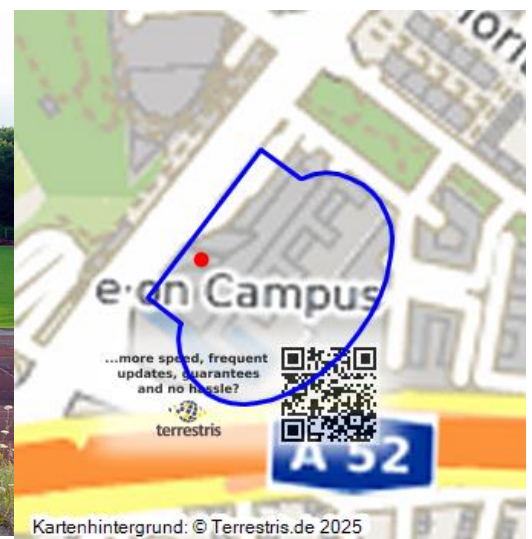 e·on Campus
...more speed, frequent
updates, guarantees
and no hassle?
terrestris
A 52
Kartenhintergrund: © Terrestris.de 2025